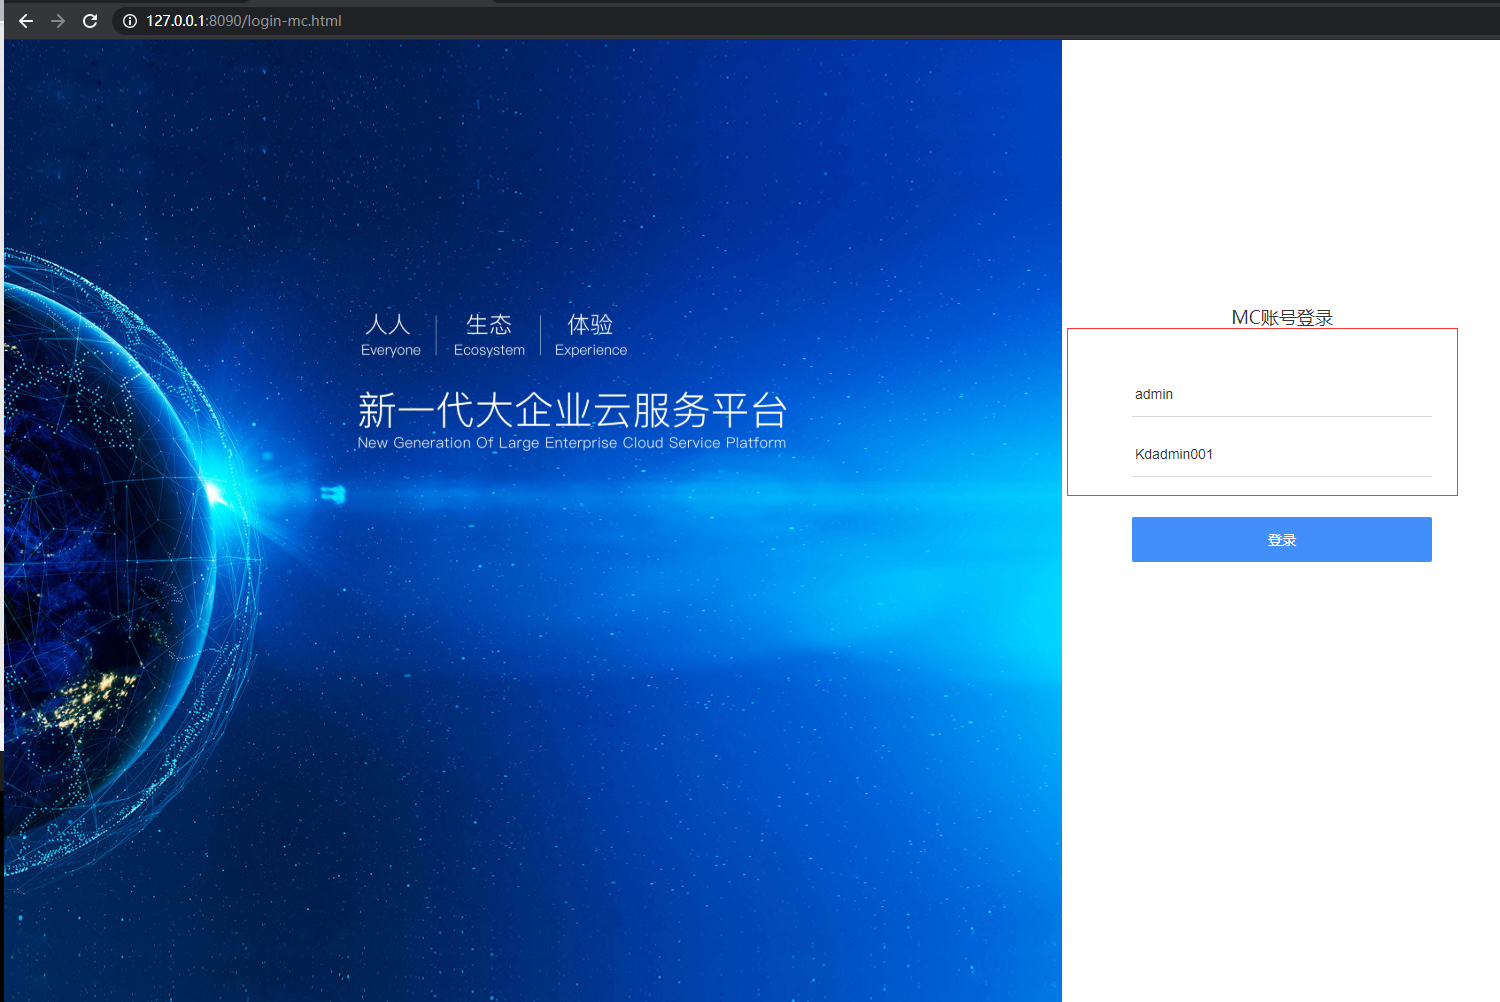 127.0.0.1:8090/login-mc.html
人人 生态 体验
Everyone Ecosystem Experience
新一代大企业云服务平台
New Generation Of Large Enterprise Cloud Service Platform
MC账号登录
admin
Kdadmin001
登录